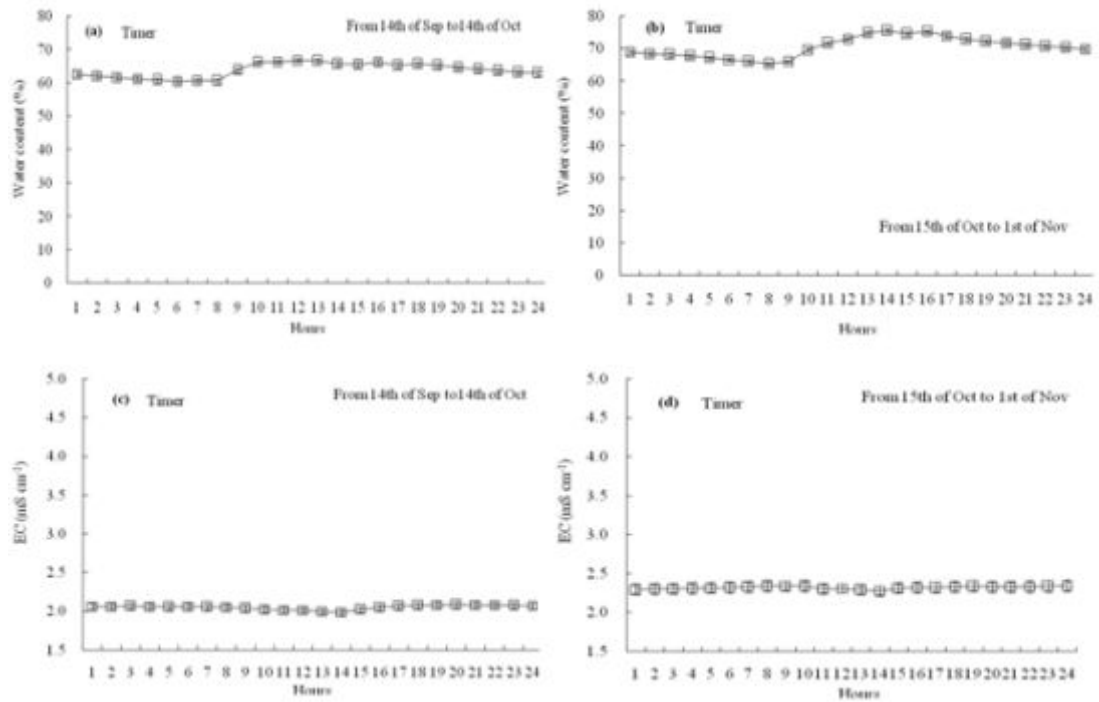 (a) Timer From 14th of Sep to 14th of Oct
Water content (%)
80
70
60
50
40
30
20
10
0
1 2 3 4 5 6 7 8 9 10 11 12 13 14 15 16 17 18 19 20 21 22 23 24
Hours
(b) Timer
From 15th of Oct to 1st of Nov
Water content (%)
80
70
60
50
40
30
20
10
0
1 2 3 4 5 6 7 8 9 10 11 12 13 14 15 16 17 18 19 20 21 22 23 24
Hours
(c) Timer From 14th of Sep to 14th of Oct
EC (mS cm⁻¹)
5.0
4.5
4.0
3.5
3.0
2.5
2.0
1.5
1 2 3 4 5 6 7 8 9 10 11 12 13 14 15 16 17 18 19 20 21 22 23 24
Hours
(d) Timer From 15th of Oct to 1st of Nov
EC (mS cm⁻¹)
5.0
4.5
4.0
3.5
3.0
2.5
2.0
1.5
1 2 3 4 5 6 7 8 9 10 11 12 13 14 15 16 17 18 19 20 21 22 23 24
Hours